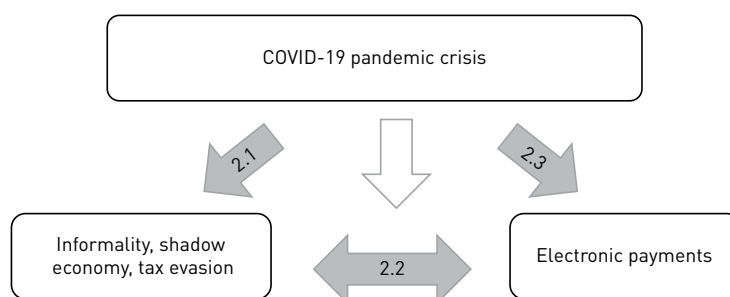 COVID-19 pandemic crisis
2.1
2.3
Informality, shadow
economy, tax evasion
2.2
Electronic payments